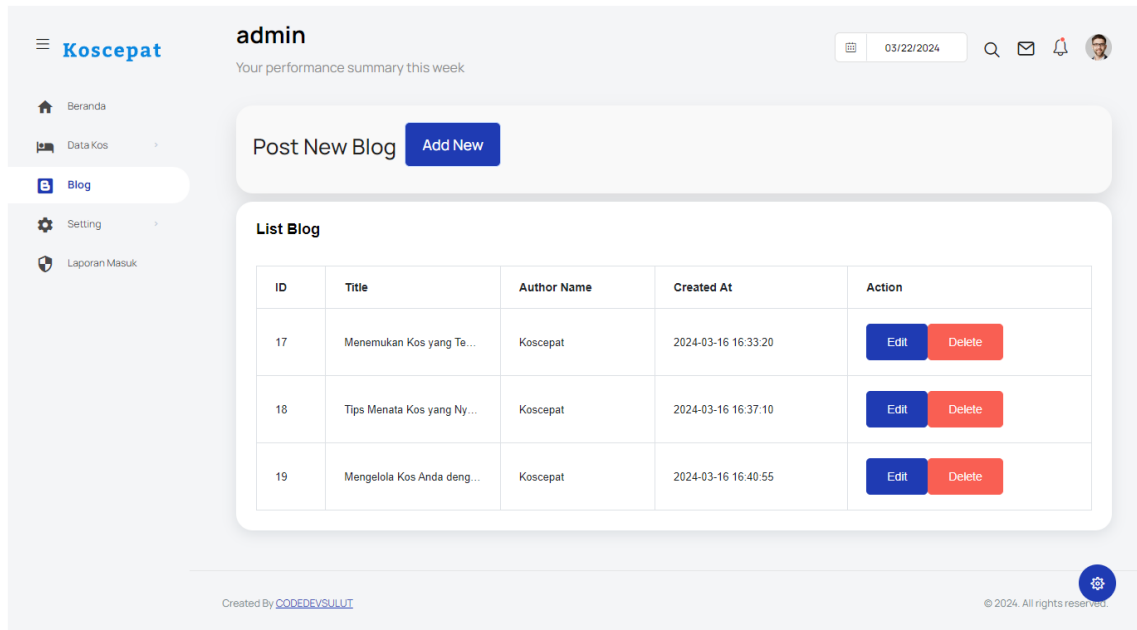 Koscepat
admin
Your performance summary this week
03/22/2024
Beranda
Data Kos
Blog
Setting
Laporan Masuk
Post New Blog Add New
List Blog
ID Title Author Name Created At Action
17 Menemukan Kos yang Te... Koscepat 2024-03-16 16:33:20 Edit Delete
18 Tips Menata Kos yang Ny... Koscepat 2024-03-16 16:37:10 Edit Delete
19 Mengelola Kos Anda deng... Koscepat 2024-03-16 16:40:55 Edit Delete
Created By CODEDEVSULUT
© 2024. All rights reserved.